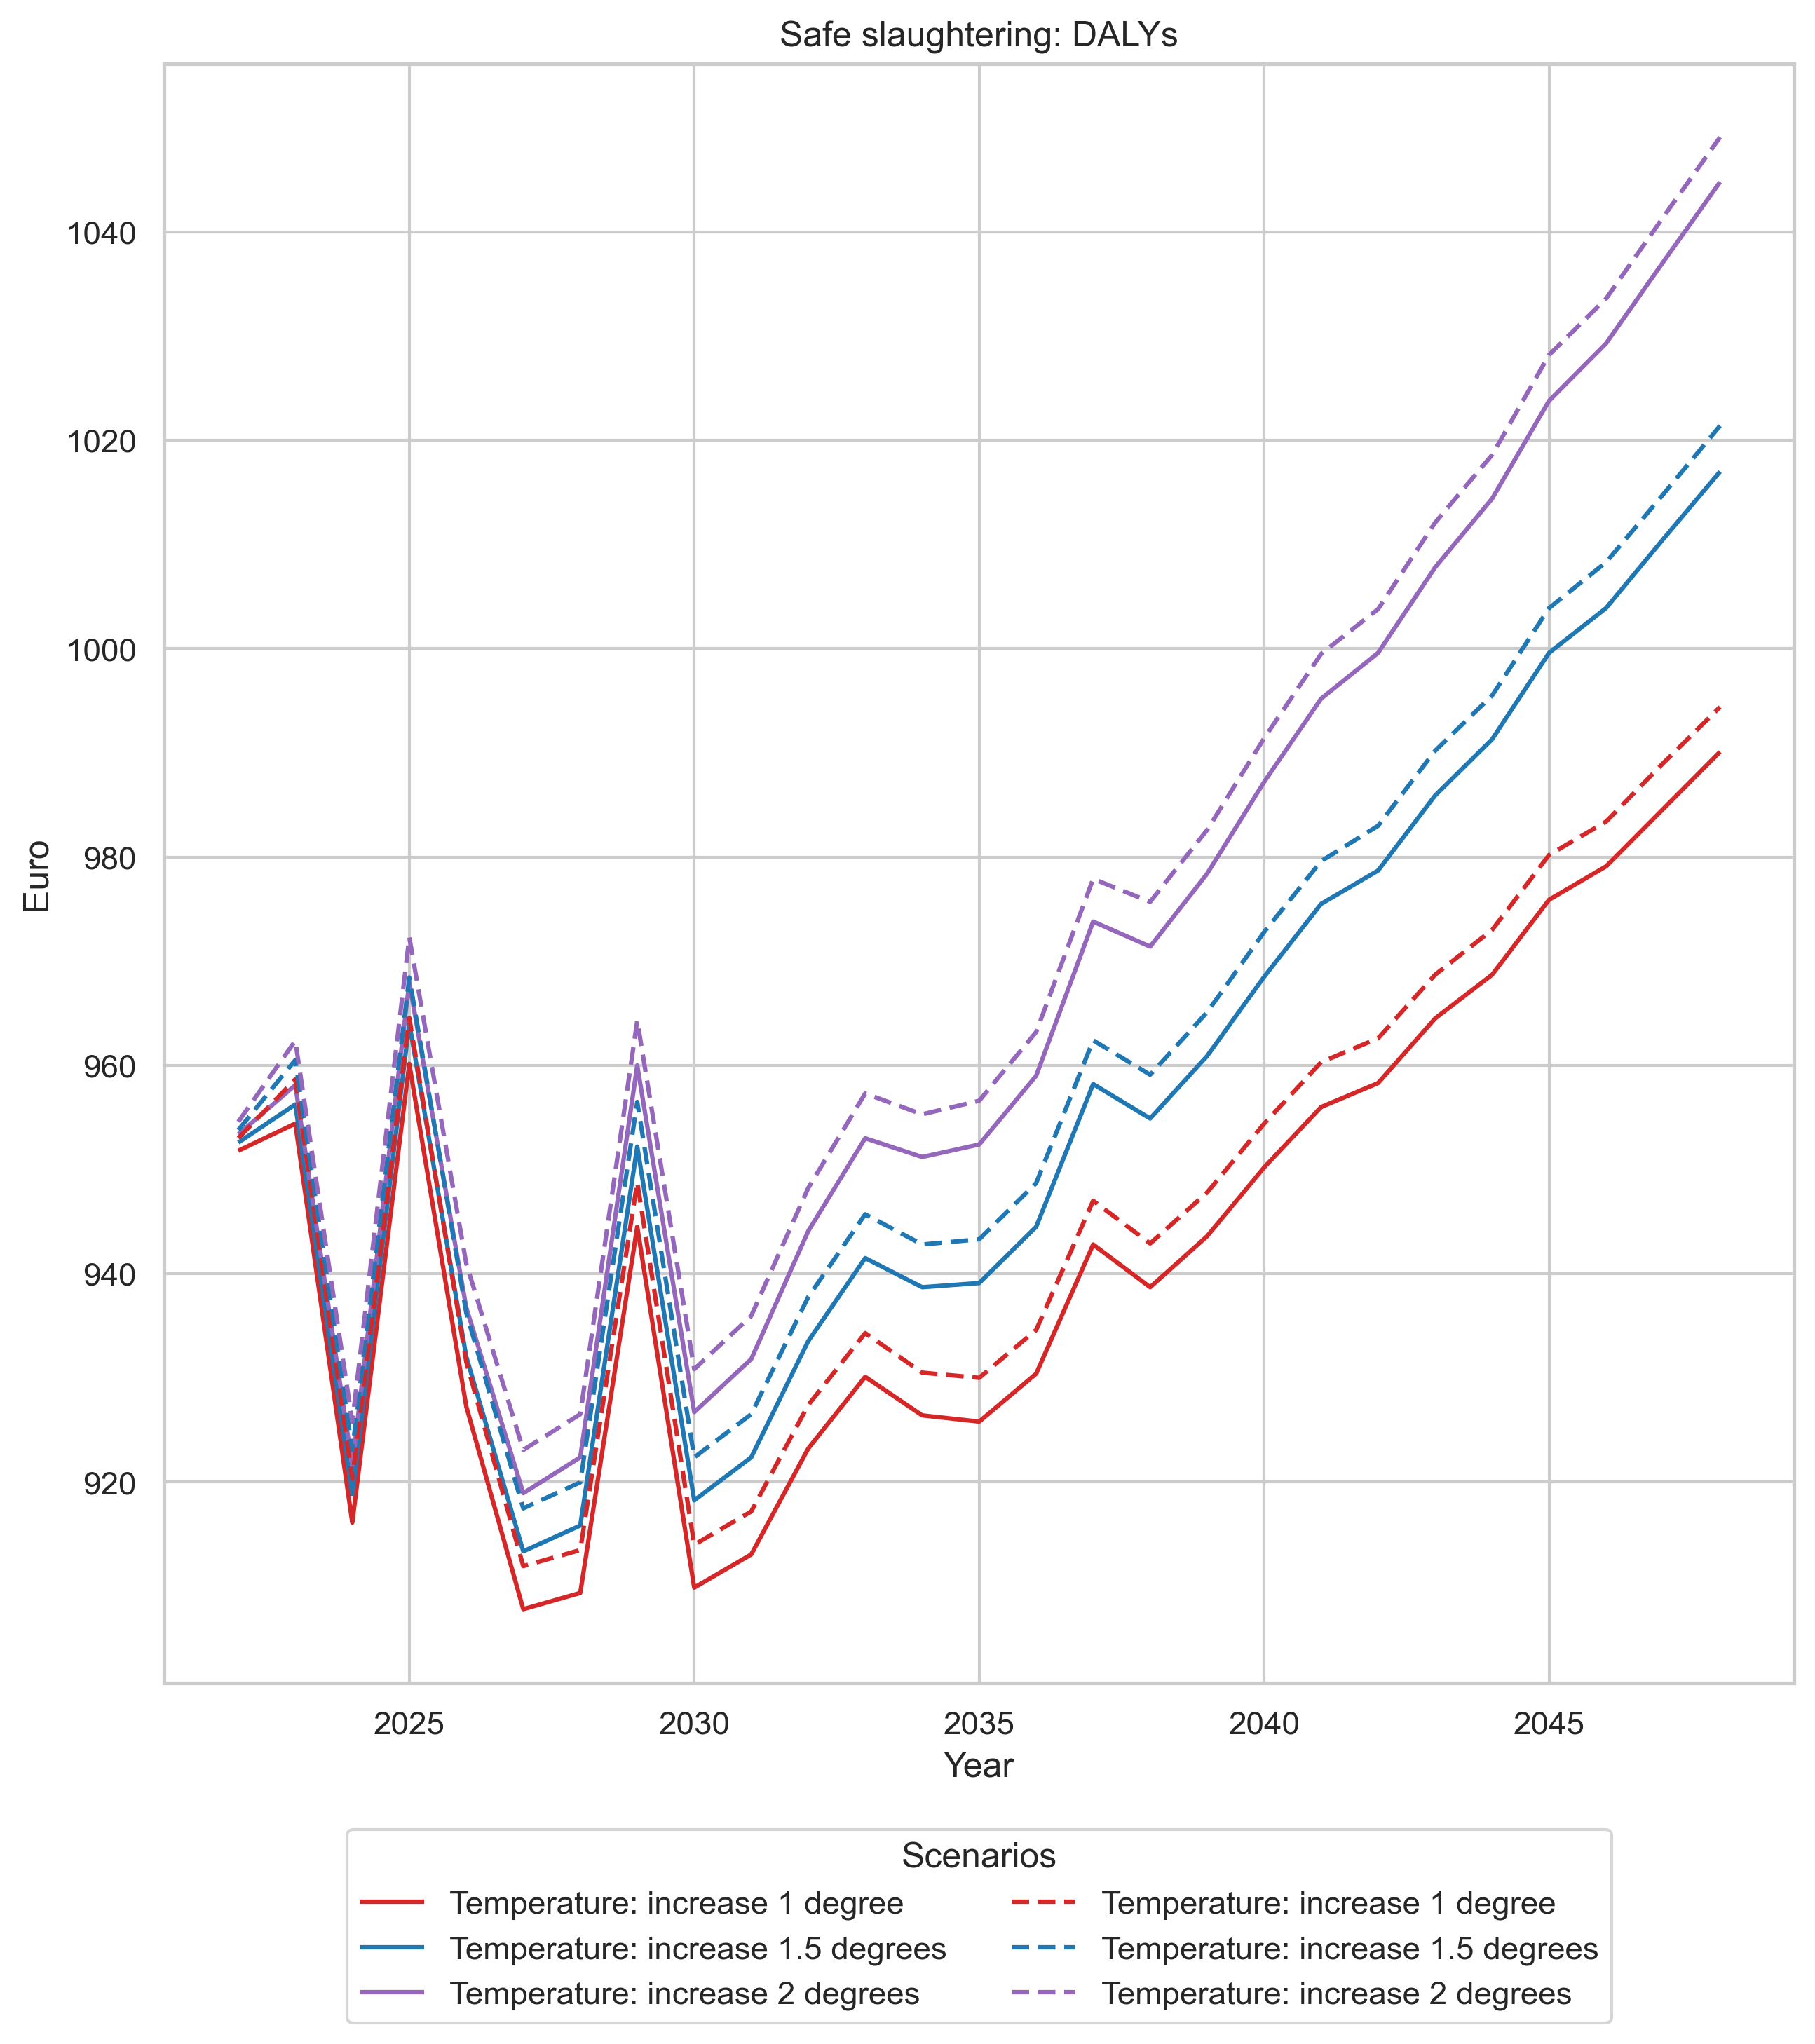 Safe slaughtering: DALYs
1040
1020
1000
980
960
940
920
Euro
2025 2030 2035 2040 2045
Year
Scenarios
Temperature: increase 1 degree Temperature: increase 1 degree
Temperature: increase 1.5 degrees Temperature: increase 1.5 degrees
Temperature: increase 2 degrees Temperature: increase 2 degrees